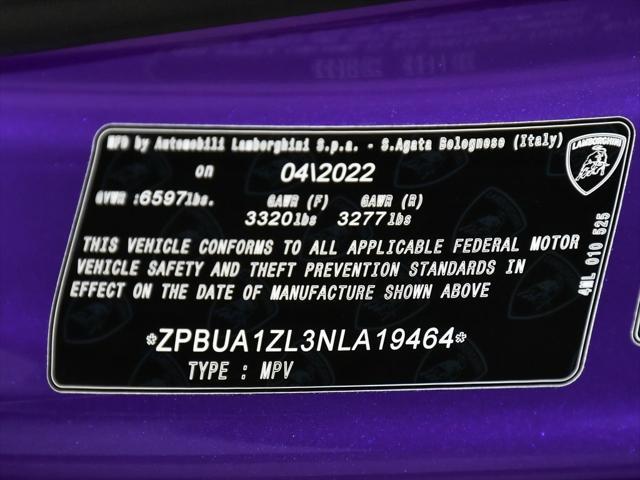 MFD by Automobili Lamborghini S.p.a. - S.Agata Bolognese (Italy)
LAMBORGHINI
on 04\2022
GVWR :6597lbs. GAWR (F) GAWR (R)
3320lbs 3277lbs
THIS VEHICLE CONFORMS TO ALL APPLICABLE FEDERAL MOTOR
VEHICLE SAFETY AND THEFT PREVENTION STANDARDS IN
EFFECT ON THE DATE OF MANUFACTURE SHOWN ABOVE
4ML 010 525
*ZPBUA1ZL3NLA19464*
TYPE : MPV